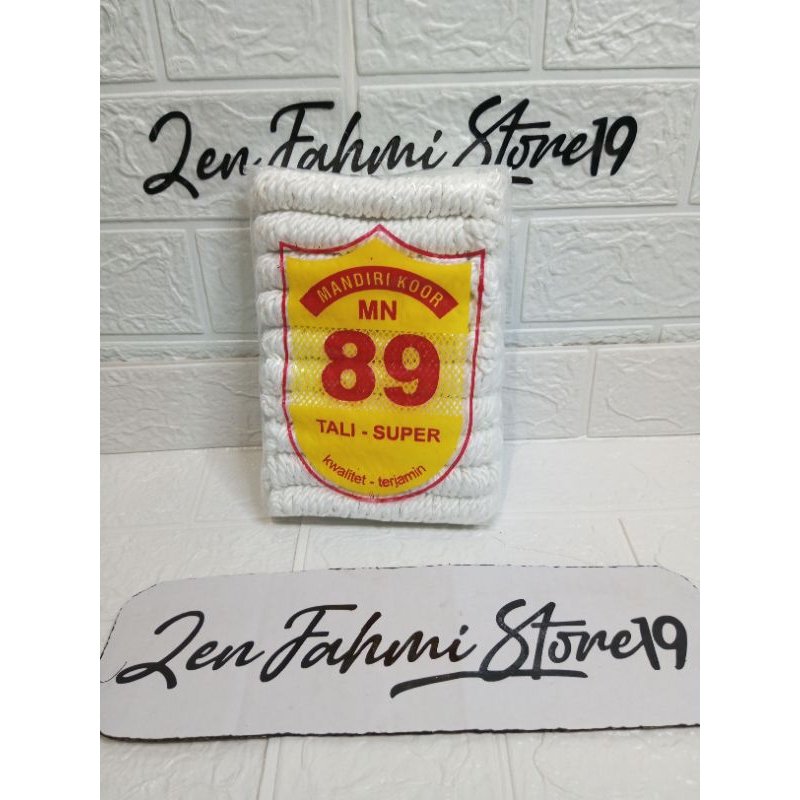 Zen Fahmi Store19
MANDIRI KOOR
MN
89
TALI - SUPER
kwalitet - terjamin
Zen Fahmi Store19